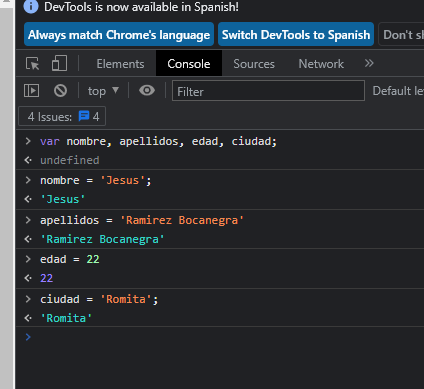 DevTools is now available in Spanish!
Always match Chrome's language Switch DevTools to Spanish Don't
Elements Console Sources Network »
top ▼ Filter Default
4 Issues: 4
> var nombre, apellidos, edad, ciudad;
undefined
> nombre = 'Jesus';
'Jesus'
> apellidos = 'Ramirez Bocanegra'
'Ramirez Bocanegra'
> edad = 22
22
> ciudad = 'Romita';
'Romita'
>